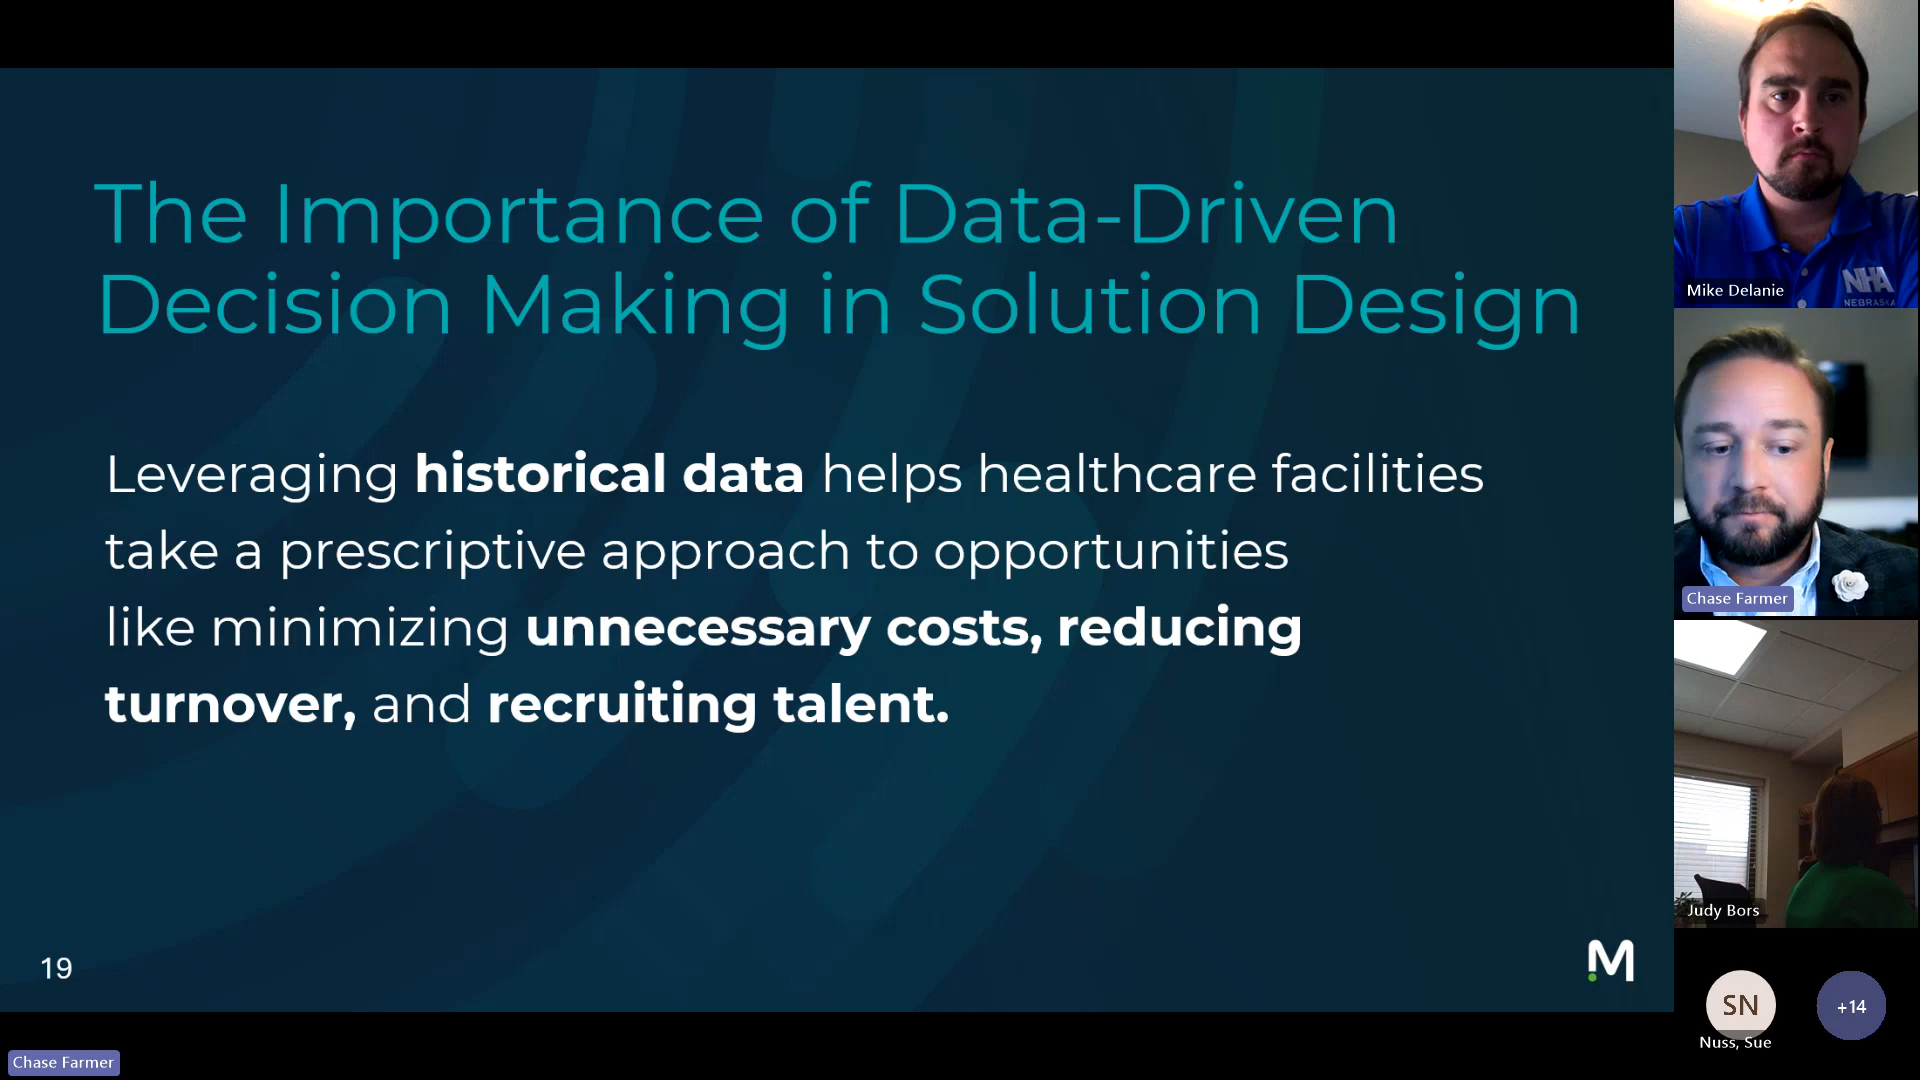 The Importance of Data-Driven
Decision Making in Solution Design
Leveraging historical data helps healthcare facilities
take a prescriptive approach to opportunities
like minimizing unnecessary costs, reducing
turnover, and recruiting talent.
19
M
Chase Farmer
NHA
NEBRASKA
Mike Delanie
Chase Farmer
Judy Bors
SN
Nuss, Sue
+14